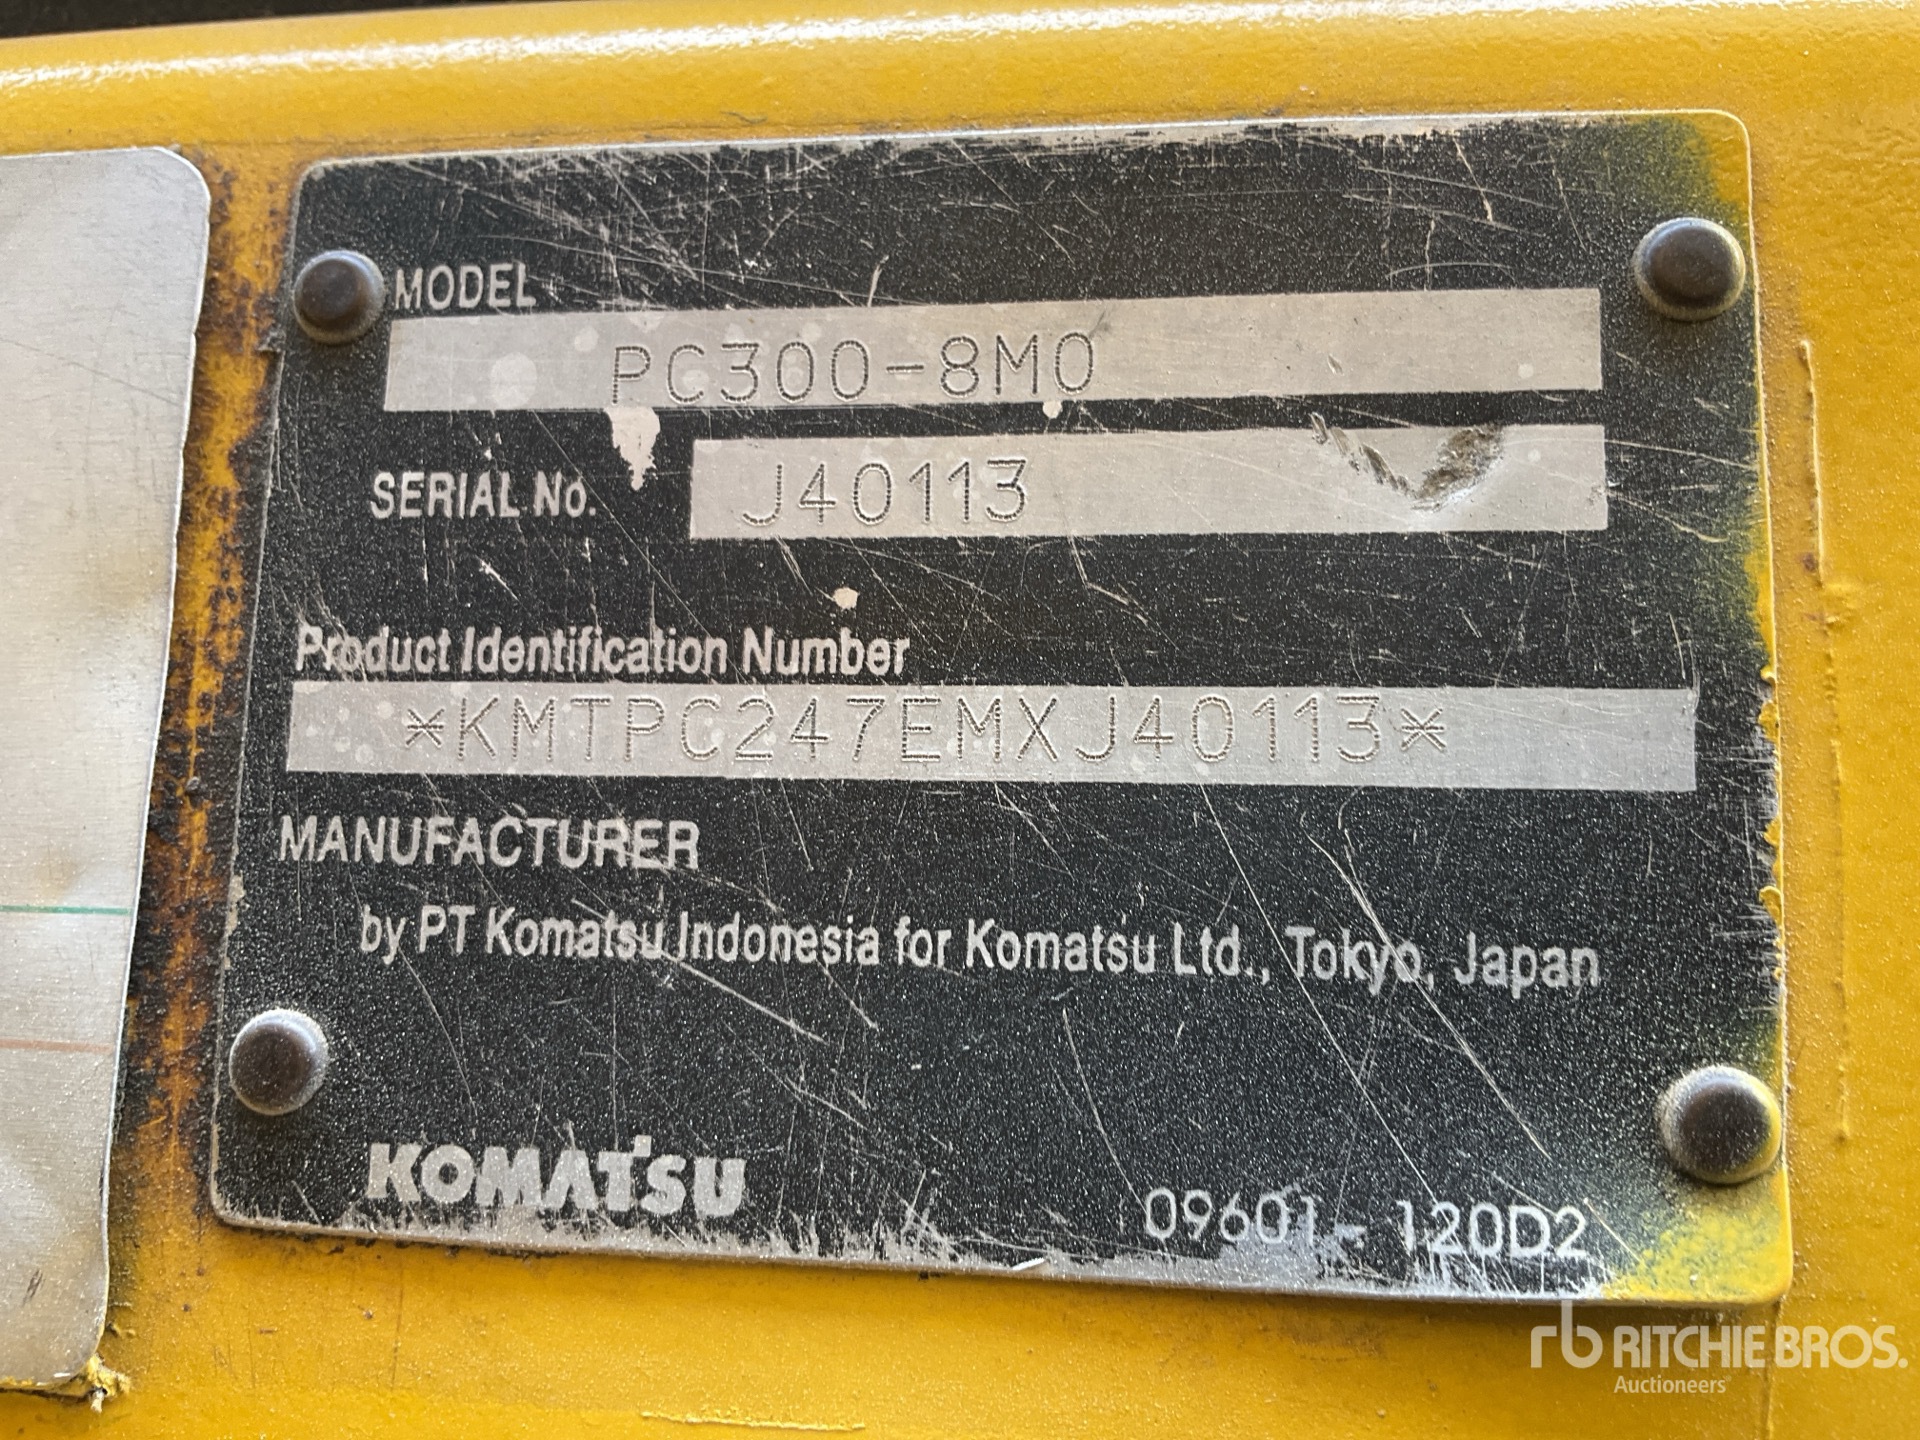 MODEL
PC300-8M0
SERIAL No.
J40113
Product Identification Number
*KMTPC247EMXJ40113*
MANUFACTURER
by PT Komatsu Indonesia for Komatsu Ltd., Tokyo, Japan
KOMATSU
09601-120D2
rb RITCHIE BROS.
Auctioneers